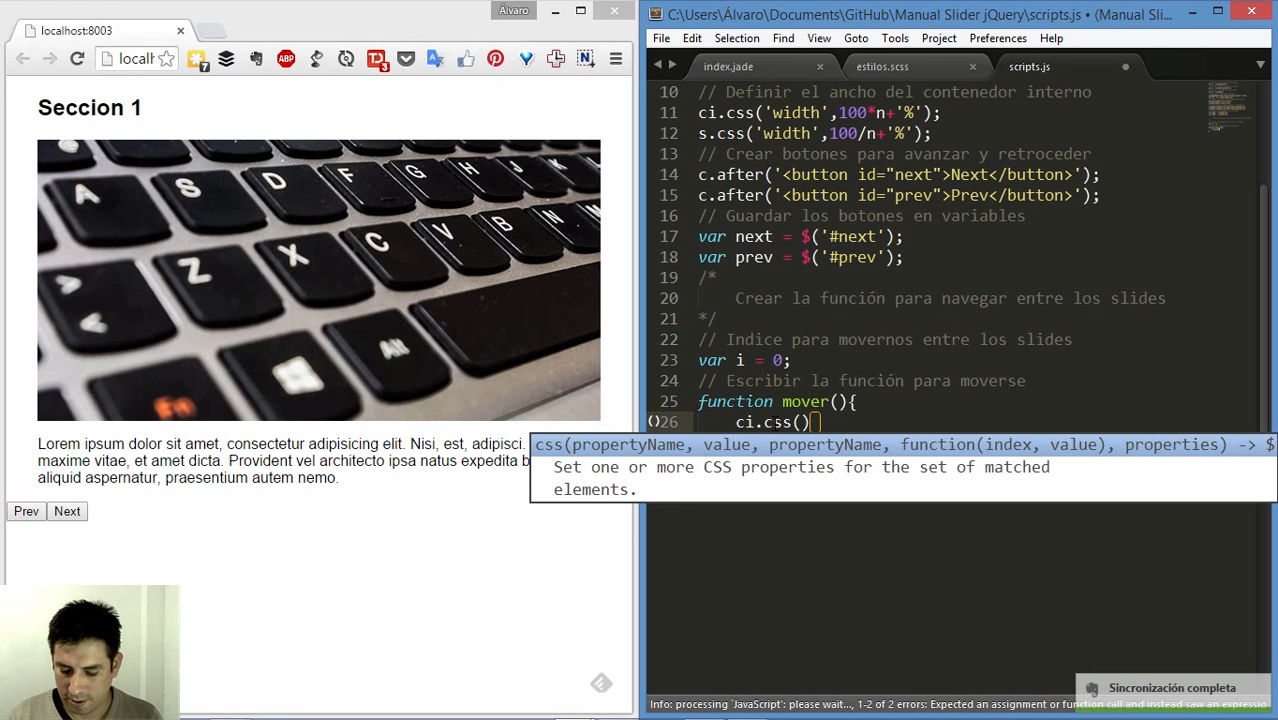 Álvaro
localhost:8003
localh
7
ABP
3
Seccion 1
A S D F G H J K L
Z X C V B N M
Alt
Fn
Lorem ipsum dolor sit amet, consectetur adipisicing elit. Nisi, est, adipisci
maxime vitae, et amet dicta. Provident vel architecto ipsa natus expedita b
aliquid aspernatur, praesentium autem nemo.
Prev Next
C:\Users\Álvaro\Documents\GitHub\Manual Slider jQuery\scripts.js • (Manual Sli...
File Edit Selection Find View Goto Tools Project Preferences Help
index.jade estilos.scss scripts.js
10 // Definir el ancho del contenedor interno
11 ci.css('width',100*n+'%');
12 s.css('width',100/n+'%');
13 // Crear botones para avanzar y retroceder
14 c.after('<button id="next">Next</button>');
15 c.after('<button id="prev">Prev</button>');
16 // Guardar los botones en variables
17 var next = $('#next');
18 var prev = $('#prev');
19 /*
20 Crear la función para navegar entre los slides
21 */
22 // Indice para movernos entre los slides
23 var i = 0;
24 // Escribir la función para moverse
25 function mover(){
26 ci.css()
css(propertyName, value, propertyName, function(index, value), properties) -> $
Set one or more CSS properties for the set of matched
elements.
Sincronización completa
Info: processing `JavaScript`: please wait..., 1-2 of 2 errors: Expected an assignment or function call and instead saw an expressio